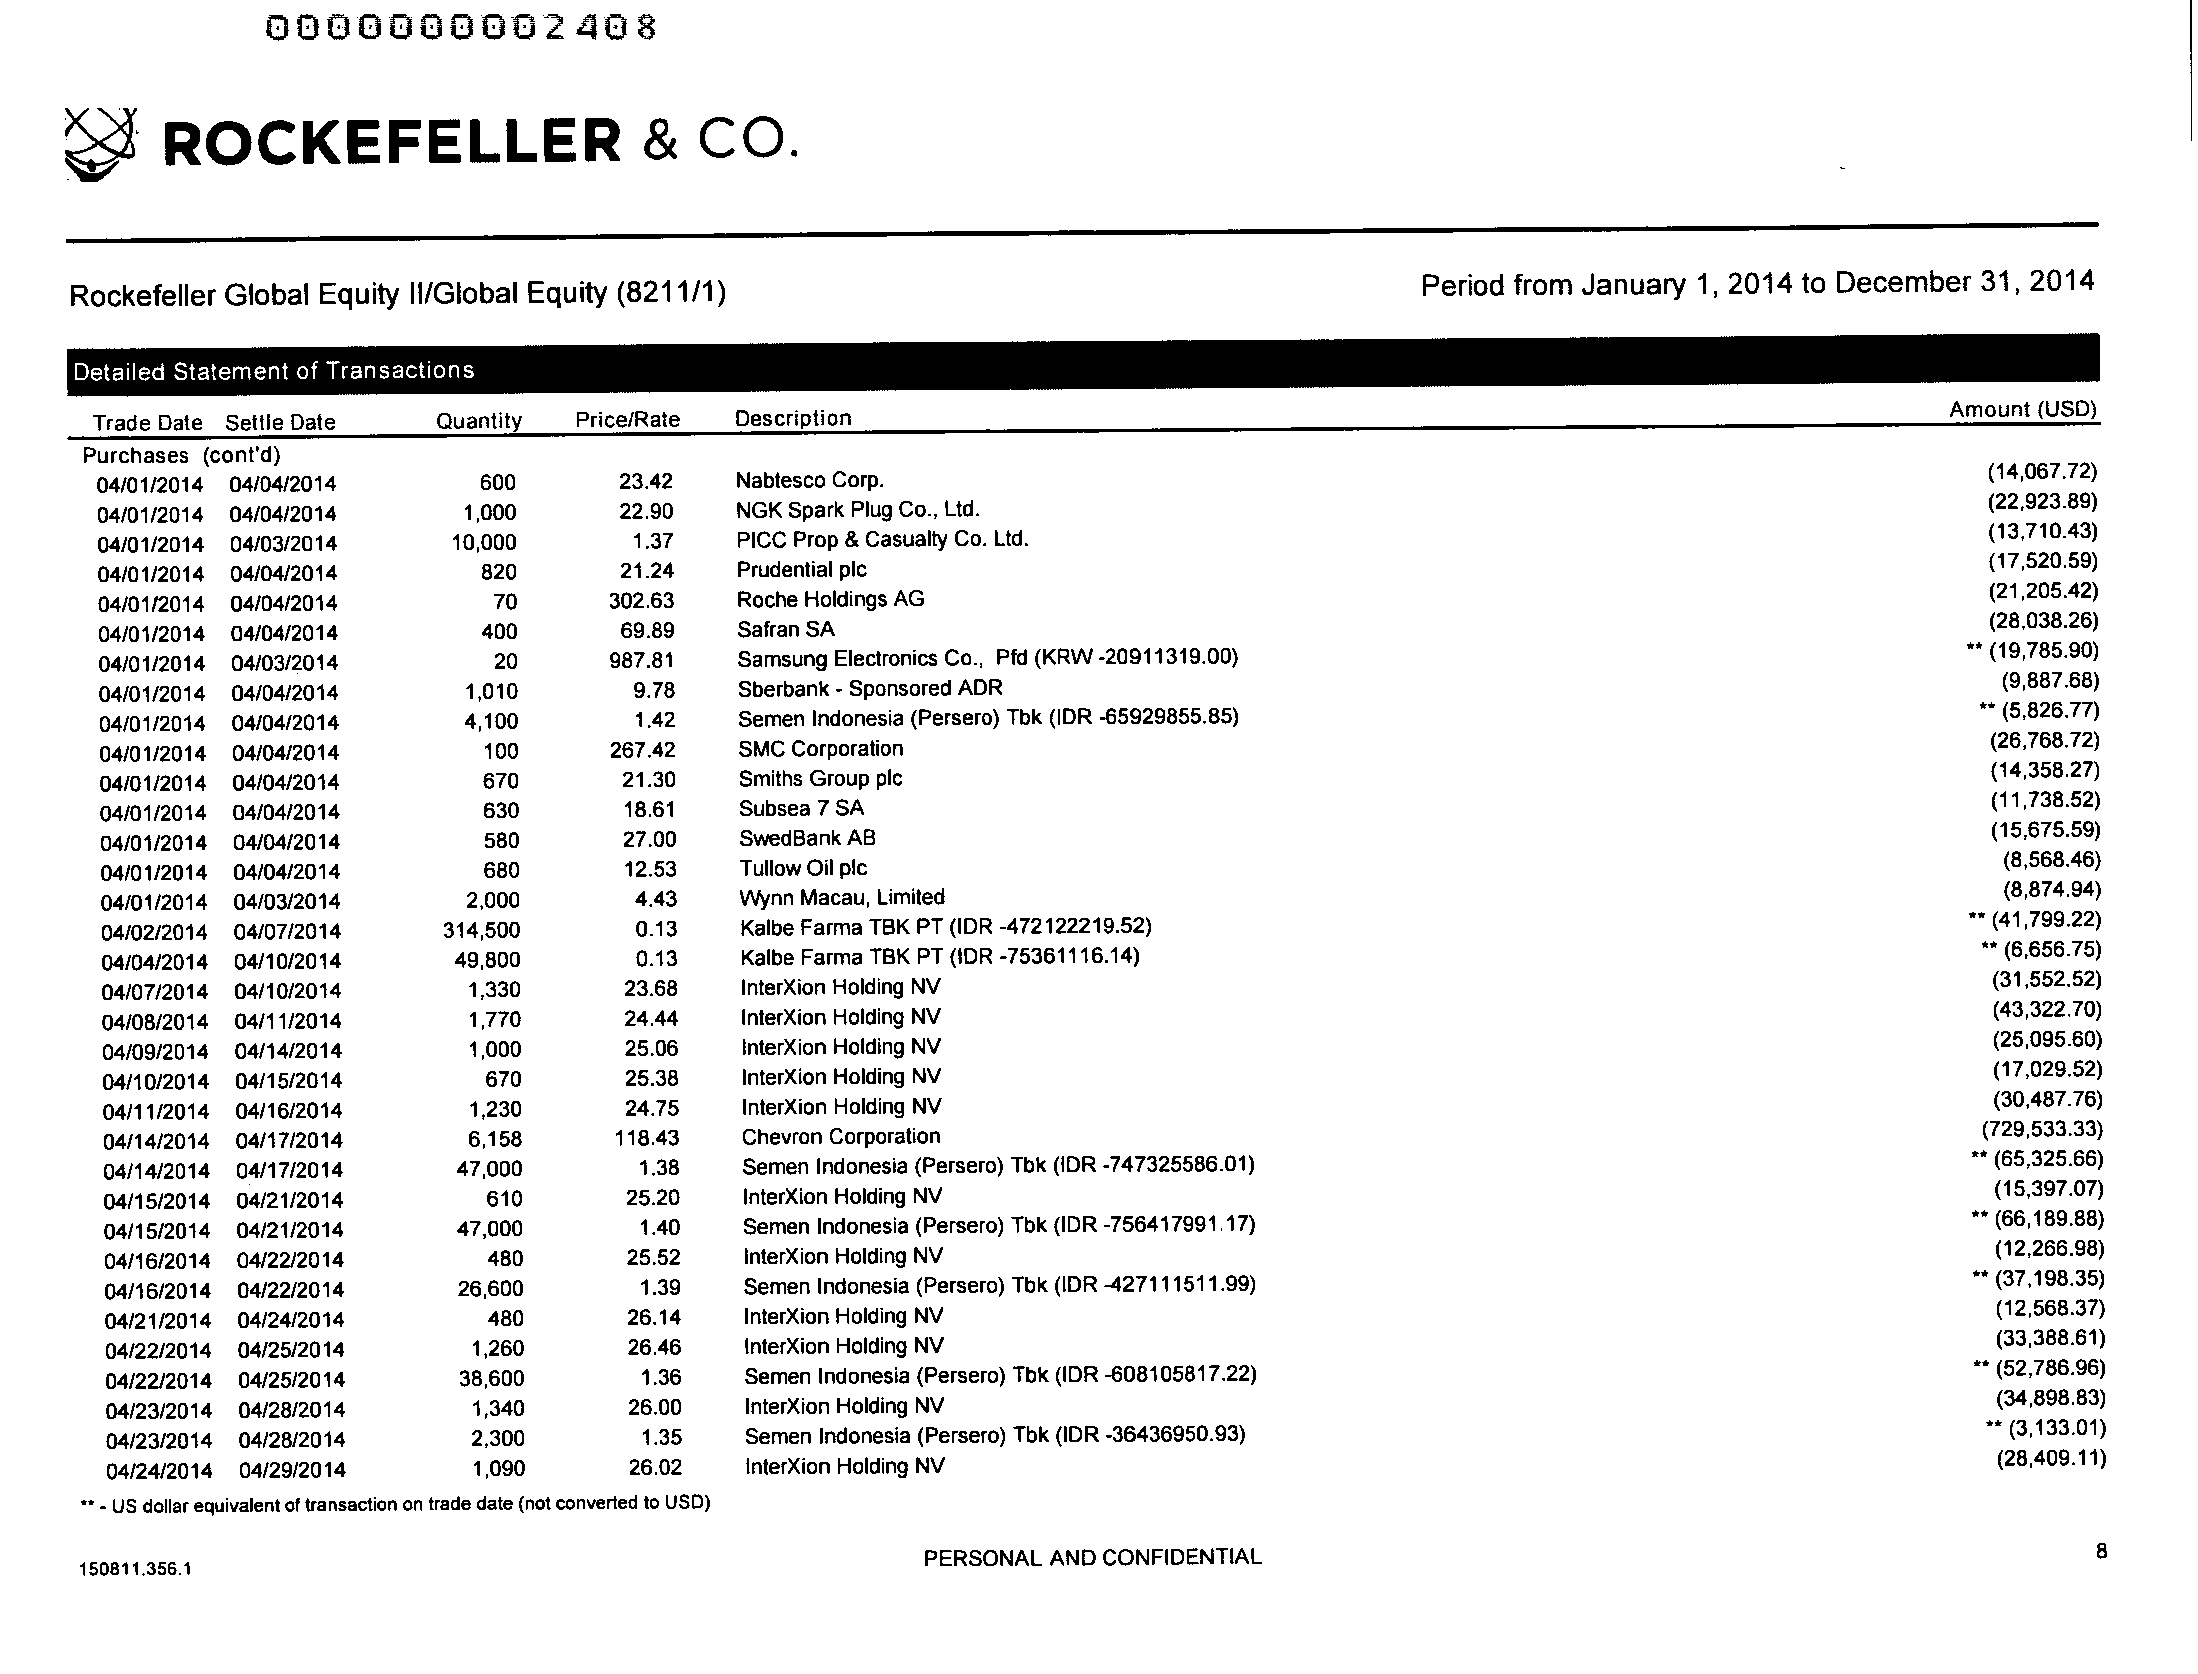 0000000002408
ROCKEFELLER & CO.
Rockefeller Global Equity II/Global Equity (8211/1) Period from January 1, 2014 to December 31, 2014
Detailed Statement of Transactions
Trade Date Settle Date Quantity Price/Rate Description Amount (USD)
Purchases (cont'd)
04/01/2014 04/04/2014 600 23.42 Nabtesco Corp. (14,067.72)
04/01/2014 04/04/2014 1,000 22.90 NGK Spark Plug Co., Ltd. (22,923.89)
04/01/2014 04/03/2014 10,000 1.37 PICC Prop & Casualty Co. Ltd. (13,710.43)
04/01/2014 04/04/2014 820 21.24 Prudential plc (17,520.59)
04/01/2014 04/04/2014 70 302.63 Roche Holdings AG (21,205.42)
04/01/2014 04/04/2014 400 69.89 Safran SA (28,038.26)
04/01/2014 04/03/2014 20 987.81 Samsung Electronics Co., Pfd (KRW -20911319.00) ** (19,785.90)
04/01/2014 04/04/2014 1,010 9.78 Sberbank - Sponsored ADR (9,887.68)
04/01/2014 04/04/2014 4,100 1.42 Semen Indonesia (Persero) Tbk (IDR -65929855.85) ** (5,826.77)
04/01/2014 04/04/2014 100 267.42 SMC Corporation (26,768.72)
04/01/2014 04/04/2014 670 21.30 Smiths Group plc (14,358.27)
04/01/2014 04/04/2014 630 18.61 Subsea 7 SA (11,738.52)
04/01/2014 04/04/2014 580 27.00 SwedBank AB (15,675.59)
04/01/2014 04/04/2014 680 12.53 Tullow Oil plc (8,568.46)
04/01/2014 04/03/2014 2,000 4.43 Wynn Macau, Limited (8,874.94)
04/02/2014 04/07/2014 314,500 0.13 Kalbe Farma TBK PT (IDR -472122219.52) ** (41,799.22)
04/04/2014 04/10/2014 49,800 0.13 Kalbe Farma TBK PT (IDR -75361116.14) ** (6,656.75)
04/07/2014 04/10/2014 1,330 23.68 InterXion Holding NV (31,552.52)
04/08/2014 04/11/2014 1,770 24.44 InterXion Holding NV (43,322.70)
04/09/2014 04/14/2014 1,000 25.06 InterXion Holding NV (25,095.60)
04/10/2014 04/15/2014 670 25.38 InterXion Holding NV (17,029.52)
04/11/2014 04/16/2014 1,230 24.75 InterXion Holding NV (30,487.76)
04/14/2014 04/17/2014 6,158 118.43 Chevron Corporation (729,533.33)
04/14/2014 04/17/2014 47,000 1.38 Semen Indonesia (Persero) Tbk (IDR -747325586.01) ** (65,325.66)
04/15/2014 04/21/2014 610 25.20 InterXion Holding NV (15,397.07)
04/15/2014 04/21/2014 47,000 1.40 Semen Indonesia (Persero) Tbk (IDR -756417991.17) ** (66,189.88)
04/16/2014 04/22/2014 480 25.52 InterXion Holding NV (12,266.98)
04/16/2014 04/22/2014 26,600 1.39 Semen Indonesia (Persero) Tbk (IDR -427111511.99) ** (37,198.35)
04/21/2014 04/24/2014 480 26.14 InterXion Holding NV (12,568.37)
04/22/2014 04/25/2014 1,260 26.46 InterXion Holding NV (33,388.61)
04/22/2014 04/25/2014 38,600 1.36 Semen Indonesia (Persero) Tbk (IDR -608105817.22) ** (52,786.96)
04/23/2014 04/28/2014 1,340 26.00 InterXion Holding NV (34,898.83)
04/23/2014 04/28/2014 2,300 1.35 Semen Indonesia (Persero) Tbk (IDR -36436950.93) ** (3,133.01)
04/24/2014 04/29/2014 1,090 26.02 InterXion Holding NV (28,409.11)
** - US dollar equivalent of transaction on trade date (not converted to USD)
150811.356.1 PERSONAL AND CONFIDENTIAL 8